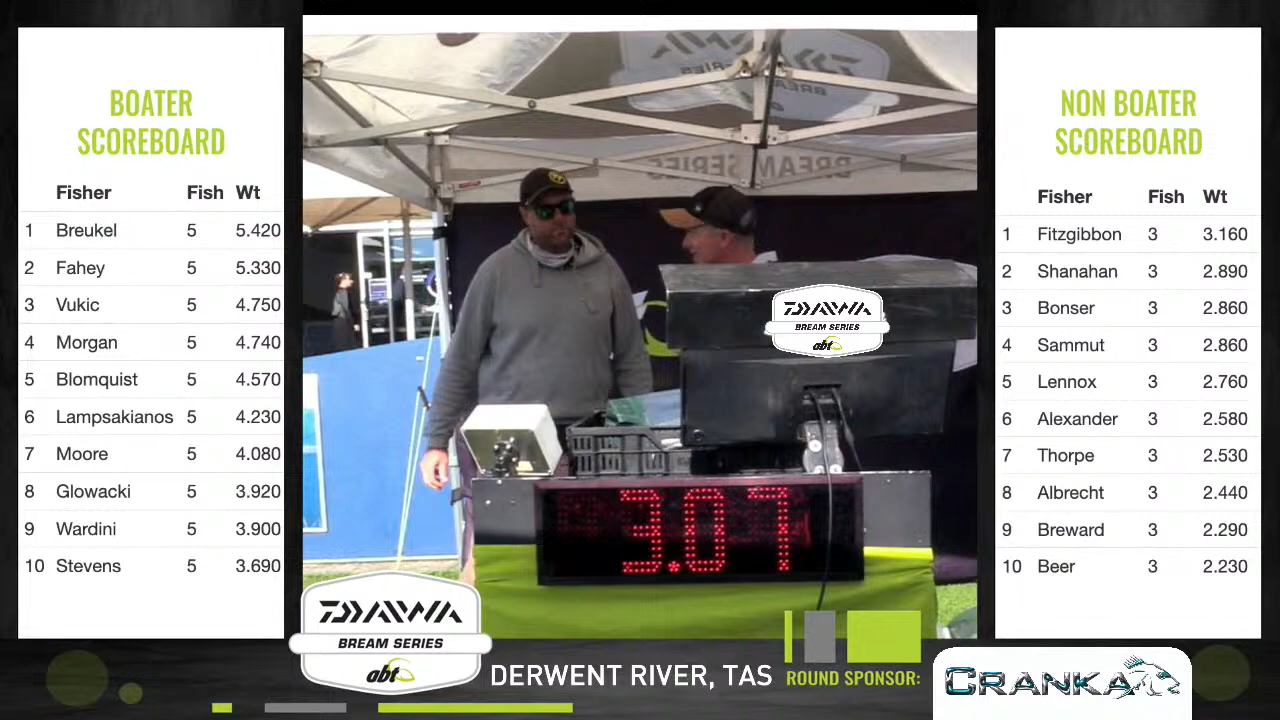 BOATER
SCOREBOARD
Fisher Fish Wt
1 Breukel 5 5.420
2 Fahey 5 5.330
3 Vukic 5 4.750
4 Morgan 5 4.740
5 Blomquist 5 4.570
6 Lampsakianos 5 4.230
7 Moore 5 4.080
8 Glowacki 5 3.920
9 Wardini 5 3.900
10 Stevens 5 3.690
DAIWA
BREAM SERIES
abt
BREAM SERIES
DAIWA
BREAM SERIES
abt
3.07
NON BOATER
SCOREBOARD
Fisher Fish Wt
1 Fitzgibbon 3 3.160
2 Shanahan 3 2.890
3 Bonser 3 2.860
4 Sammut 3 2.860
5 Lennox 3 2.760
6 Alexander 3 2.580
7 Thorpe 3 2.530
8 Albrecht 3 2.440
9 Breward 3 2.290
10 Beer 3 2.230
DAIWA
BREAM SERIES
abt
DERWENT RIVER, TAS
ROUND SPONSOR:
CRANKA